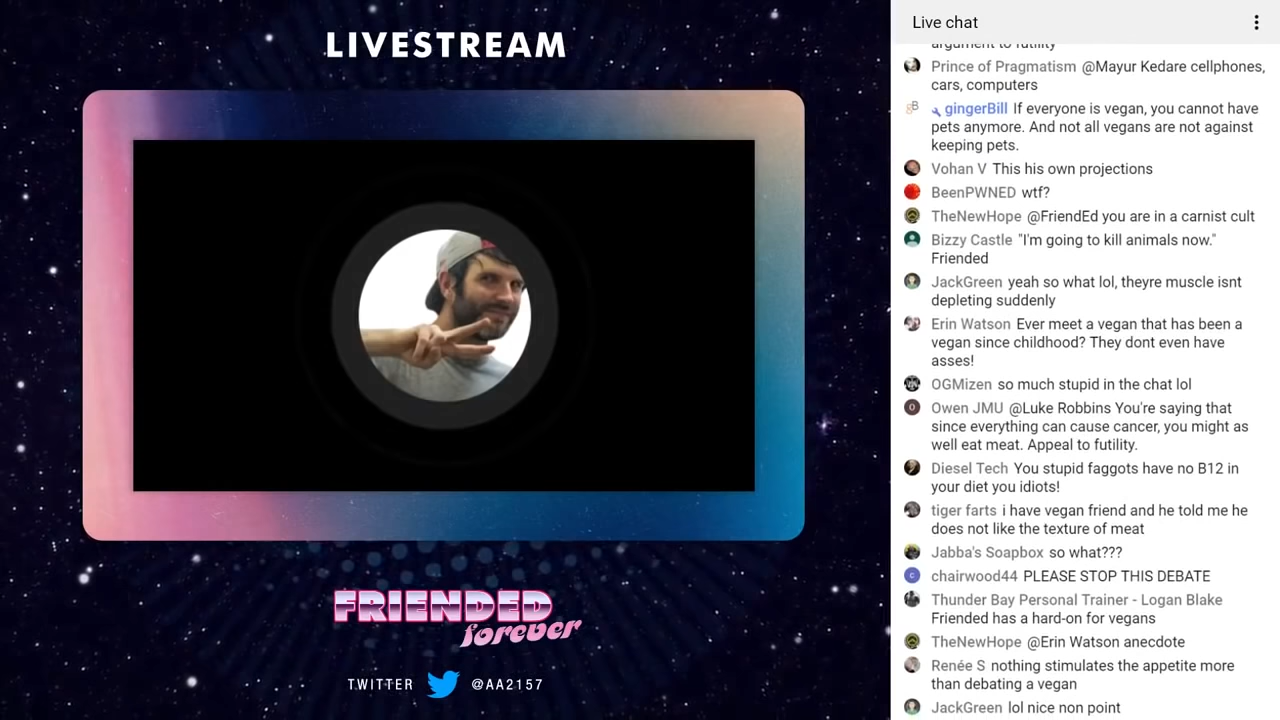 LIVESTREAM
FRIENDED
forever
TWITTER @AA2157
Live chat
argument to futility
Prince of Pragmatism @Mayur Kedare cellphones,
cars, computers
gingerBill If everyone is vegan, you cannot have
pets anymore. And not all vegans are not against
keeping pets.
Vohan V This his own projections
BeenPWNED wtf?
TheNewHope @FriendEd you are in a carnist cult
Bizzy Castle "I'm going to kill animals now."
Friended
JackGreen yeah so what lol, theyre muscle isnt
depleting suddenly
Erin Watson Ever meet a vegan that has been a
vegan since childhood? They dont even have
asses!
OGMizen so much stupid in the chat lol
Owen JMU @Luke Robbins You're saying that
since everything can cause cancer, you might as
well eat meat. Appeal to futility.
Diesel Tech You stupid faggots have no B12 in
your diet you idiots!
tiger farts i have vegan friend and he told me he
does not like the texture of meat
Jabba's Soapbox so what???
chairwood44 PLEASE STOP THIS DEBATE
Thunder Bay Personal Trainer - Logan Blake
Friended has a hard-on for vegans
TheNewHope @Erin Watson anecdote
Renée S nothing stimulates the appetite more
than debating a vegan
JackGreen lol nice non point